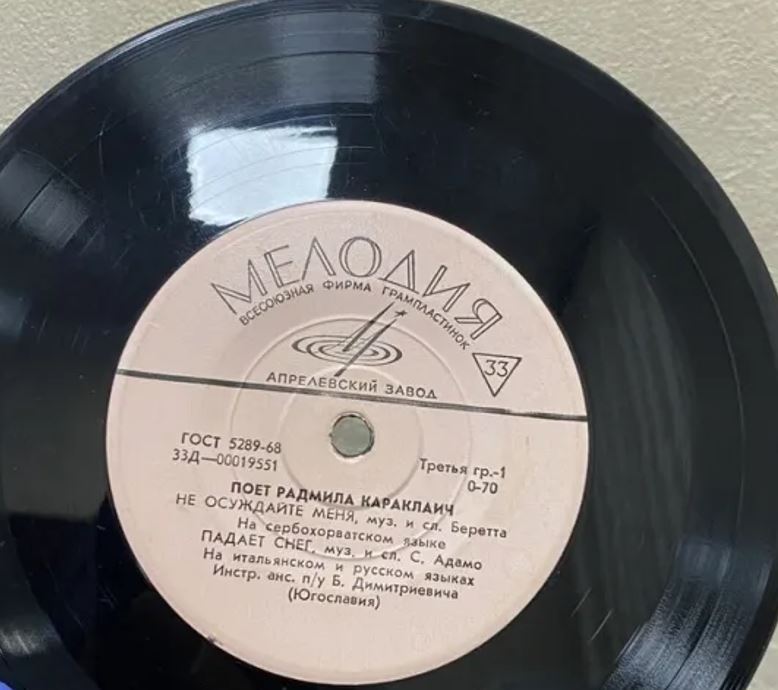 МЕЛОДИЯ
ВСЕСОЮЗНАЯ ФИРМА ГРАМПЛАСТИНОК
33
АПРЕЛЕВСКИЙ ЗАВОД
ГОСТ 5289-68
33Д—00019551
Третья гр.-1
0-70
ПОЕТ РАДМИЛА КАРАКЛАИЧ
НЕ ОСУЖДАЙТЕ МЕНЯ, муз. и сл. Беретта
На сербохорватском языке
ПАДАЕТ СНЕГ, муз. и сл. С. Адамо
На итальянском и русском языках
Инстр. анс. п/у Б. Димитриевича
(Югославия)